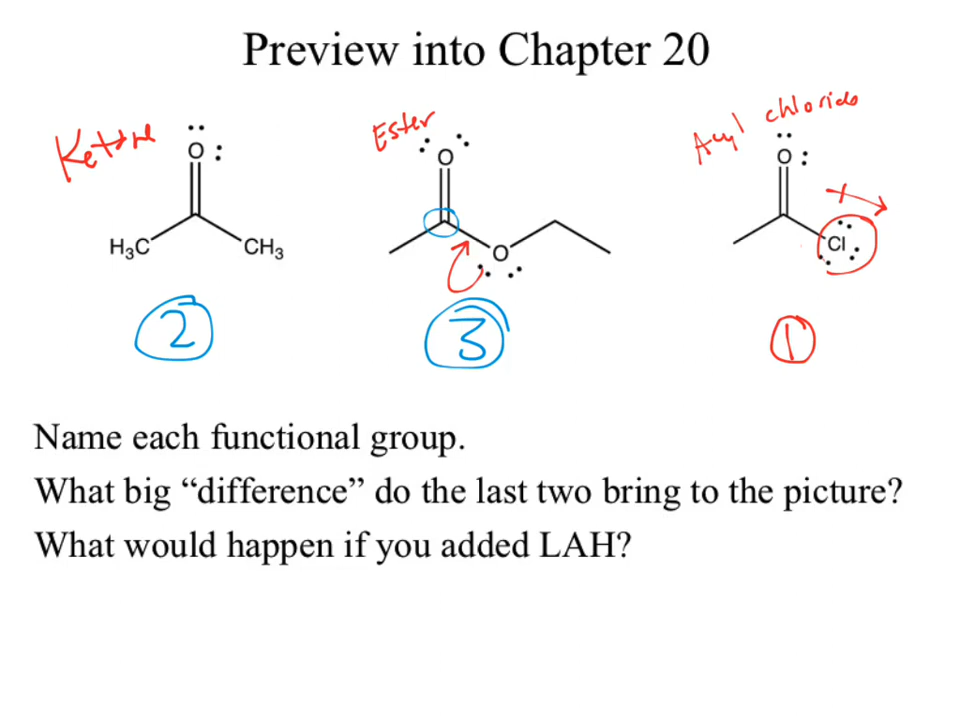 Preview into Chapter 20
Ketone
Ester
Acyl chloride
O
O
O
H3C
CH3
O
Cl
2
3
1
Name each functional group.
What big “difference” do the last two bring to the picture?
What would happen if you added LAH?